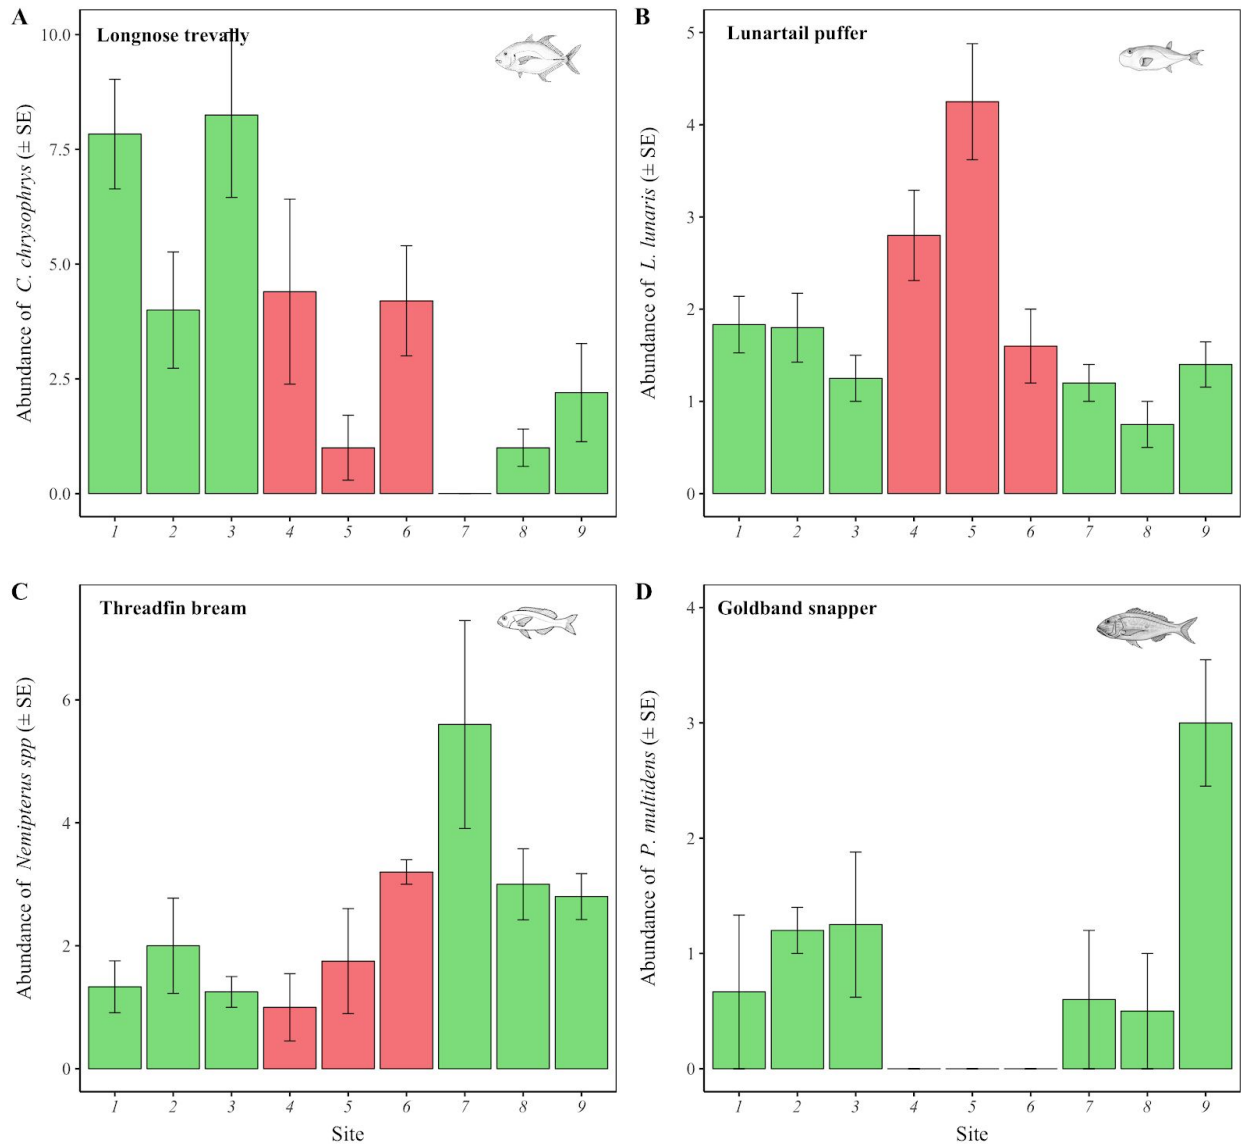 A
Longnose trevally
Abundance of C. chrysophrys (± SE)
10.0
7.5
5.0
2.5
0.0
1 2 3 4 5 6 7 8 9
B
Lunartail puffer
Abundance of L. lunaris (± SE)
5
4
3
2
1
0
1 2 3 4 5 6 7 8 9
C
Threadfin bream
Abundance of Nemipterus spp (± SE)
6
4
2
0
1 2 3 4 5 6 7 8 9
Site
D
Goldband snapper
Abundance of P. multidens (± SE)
4
3
2
1
0
1 2 3 4 5 6 7 8 9
Site